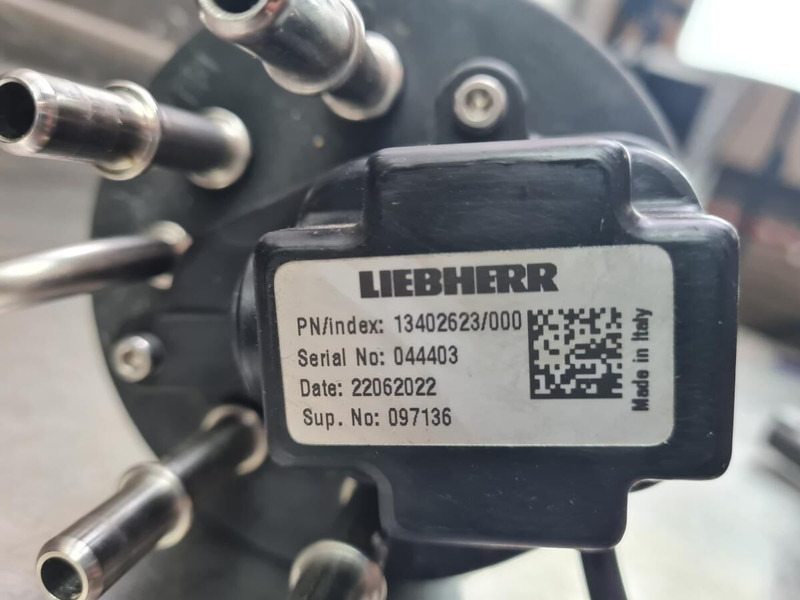 LIEBHERR
PN/index: 13402623/000
Serial No: 044403
Date: 22062022
Sup. No: 097136
Made in Italy